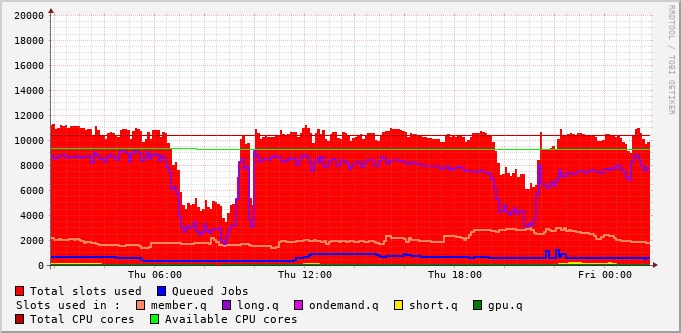 20000
18000
16000
14000
12000
10000
8000
6000
4000
2000
0
Thu 06:00 Thu 12:00 Thu 18:00 Fri 00:00
RRDTOOL / TOBI OETIKER
Total slots used Queued Jobs
Slots used in : member.q long.q ondemand.q short.q gpu.q
Total CPU cores Available CPU cores